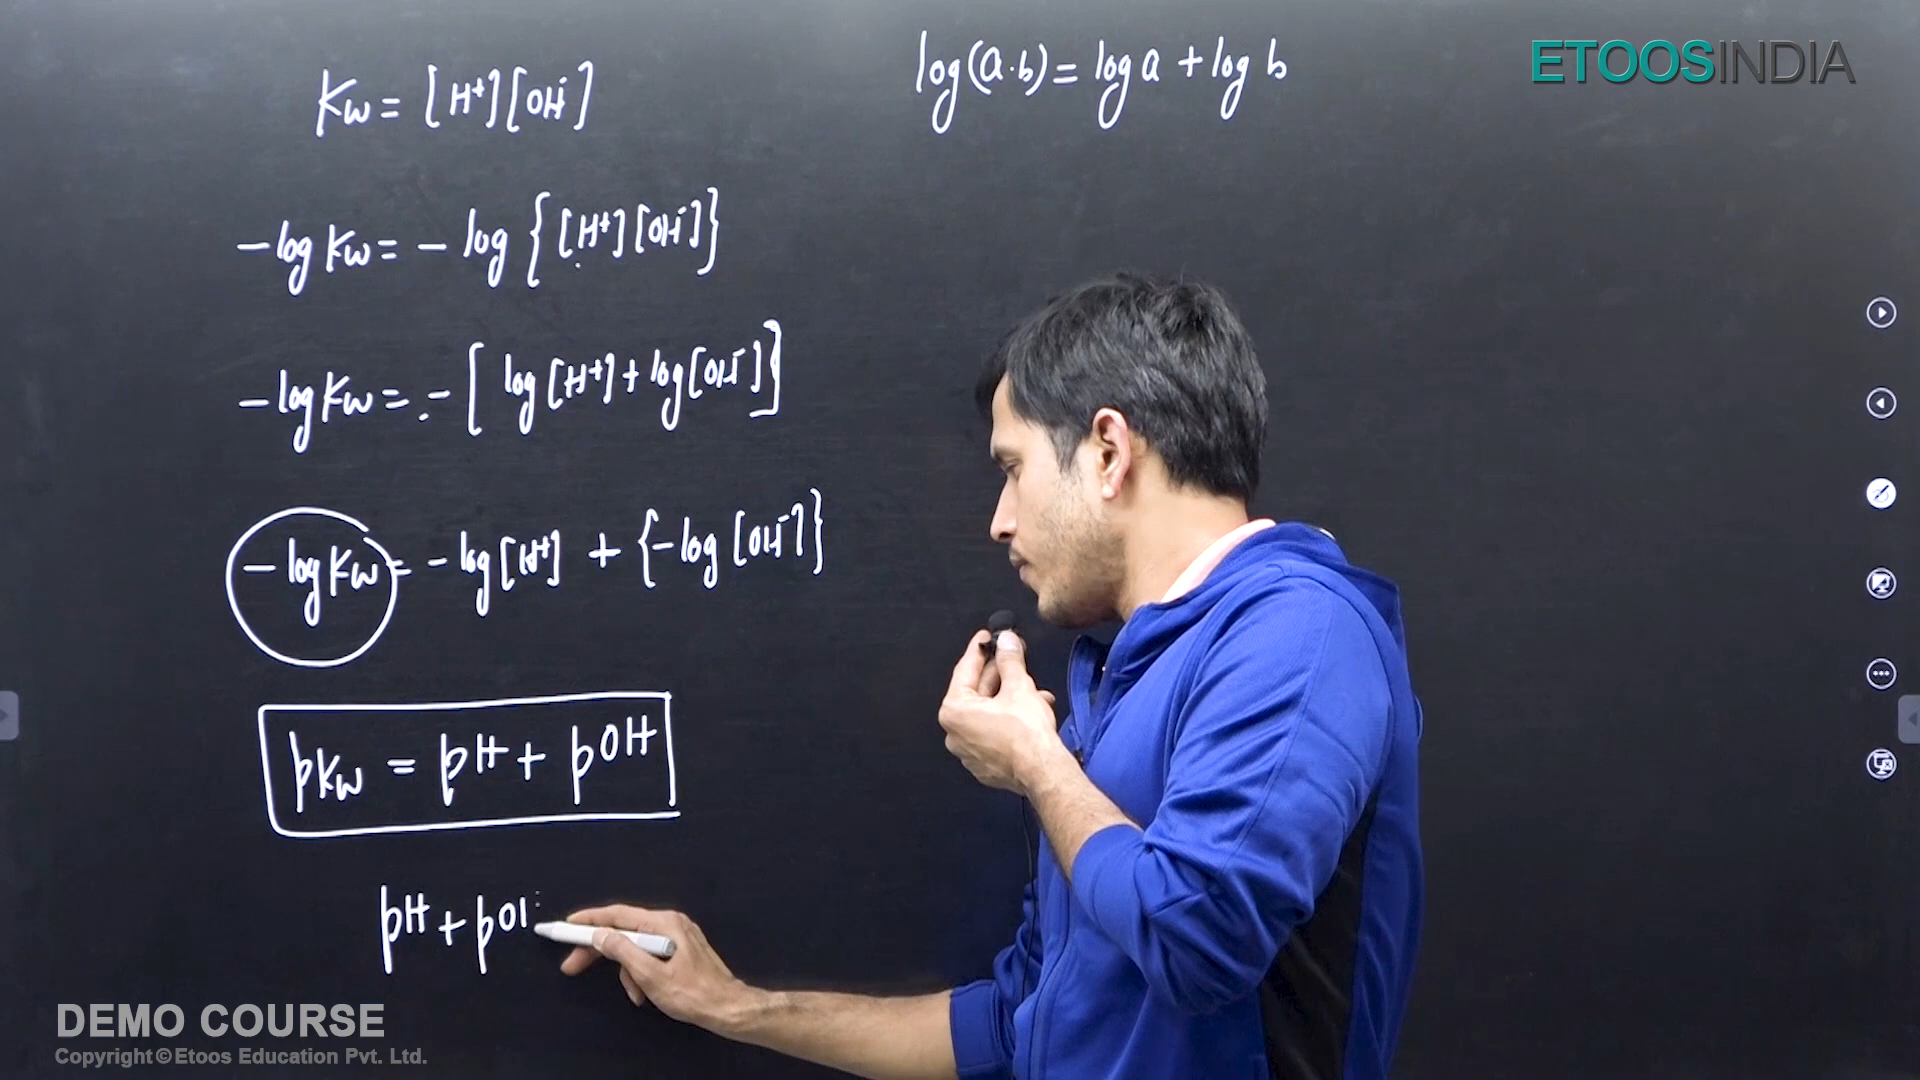 Kw = [H⁺][OH⁻]
log(a·b) = log a + log b
ETOOSINDIA
-log Kw = - log {[H⁺][OH⁻]}
-log Kw = - [log[H⁺] + log[OH⁻]]
-log Kw = - log[H⁺] + {-log[OH⁻]}
pKw = pH + pOH
pH + pO
DEMO COURSE
Copyright © Etoos Education Pvt. Ltd.